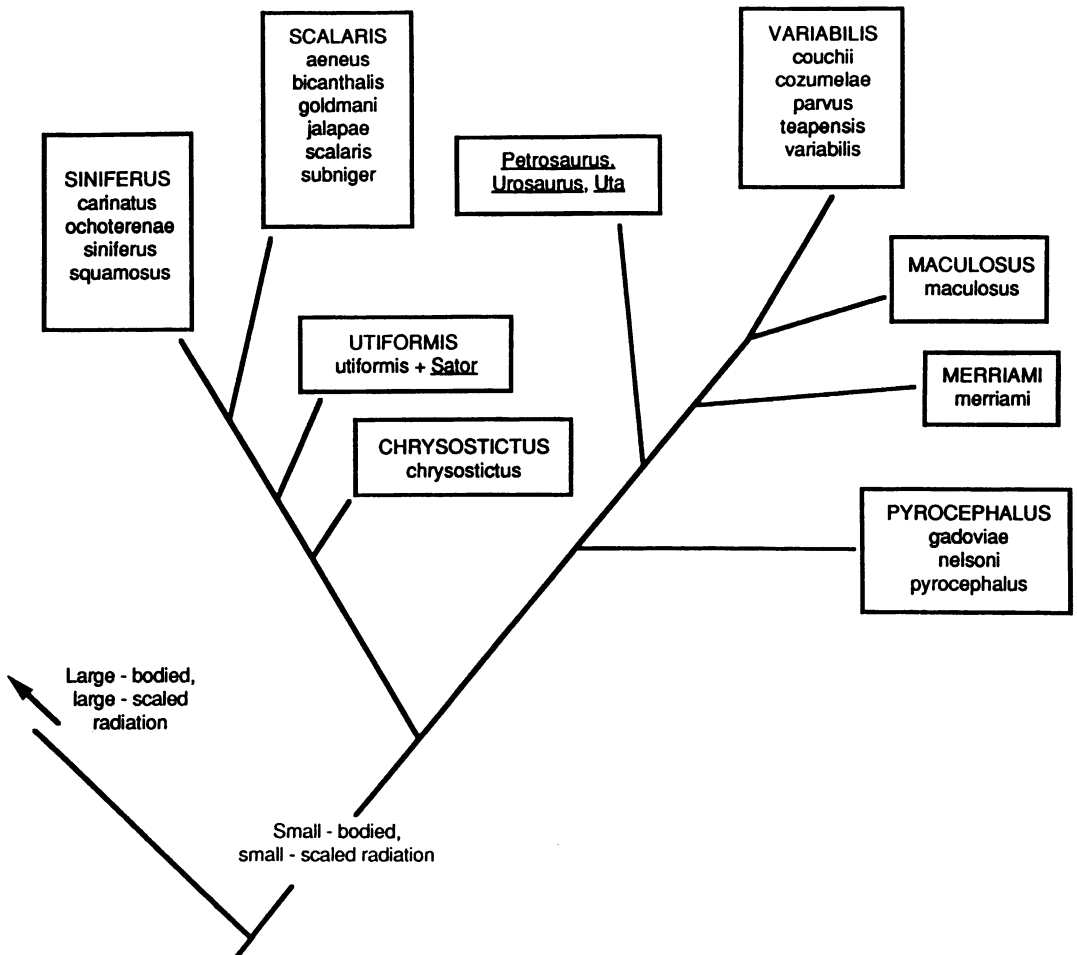 SCALARIS
aeneus
bicanthalis
goldmani
jalapae
scalaris
subniger
VARIABILIS
couchii
cozumelae
parvus
teapensis
variabilis
SINIFERUS
carinatus
ochoterenae
siniferus
squamosus
Petrosaurus,
Urosaurus, Uta
MACULOSUS
maculosus
UTIFORMIS
utiformis + Sator
MERRIAMI
merriami
CHRYSOSTICTUS
chrysostictus
PYROCEPHALUS
gadoviae
nelsoni
pyrocephalus
Large - bodied,
large - scaled
radiation
Small - bodied,
small - scaled radiation